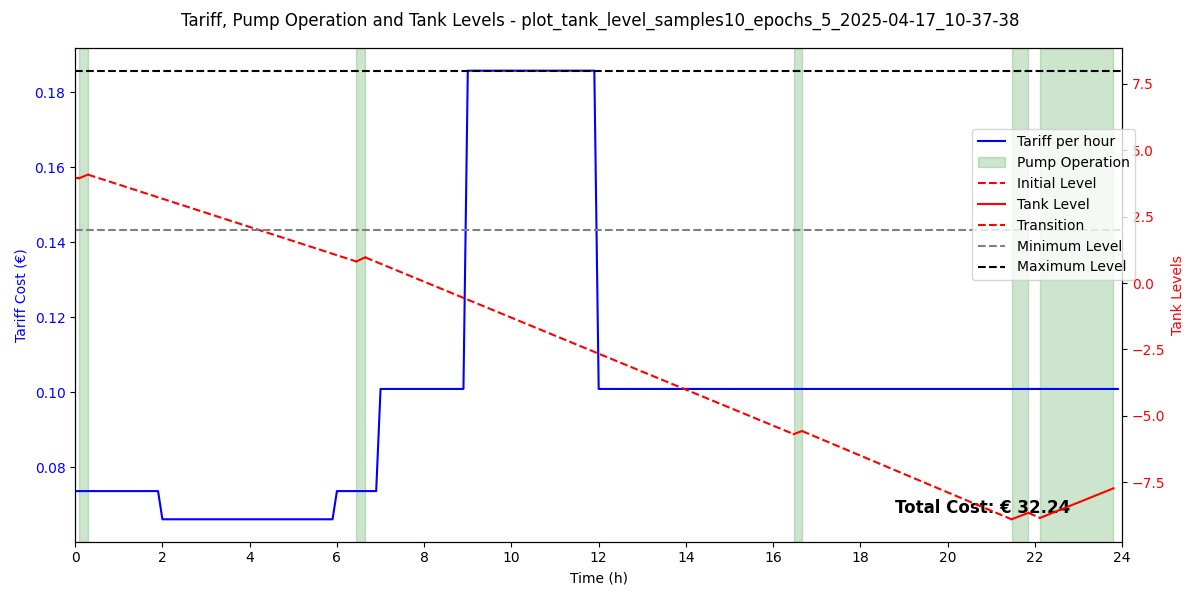 Tariff, Pump Operation and Tank Levels - plot_tank_level_samples10_epochs_5_2025-04-17_10-37-38
0.18
0.16
0.14
0.12
0.10
0.08
Tariff Cost (€)
7.5
5.0
2.5
0.0
−2.5
−5.0
−7.5
Tank Levels
Tariff per hour
Pump Operation
Initial Level
Tank Level
Transition
Minimum Level
Maximum Level
Total Cost: € 32.24
0 2 4 6 8 10 12 14 16 18 20 22 24
Time (h)